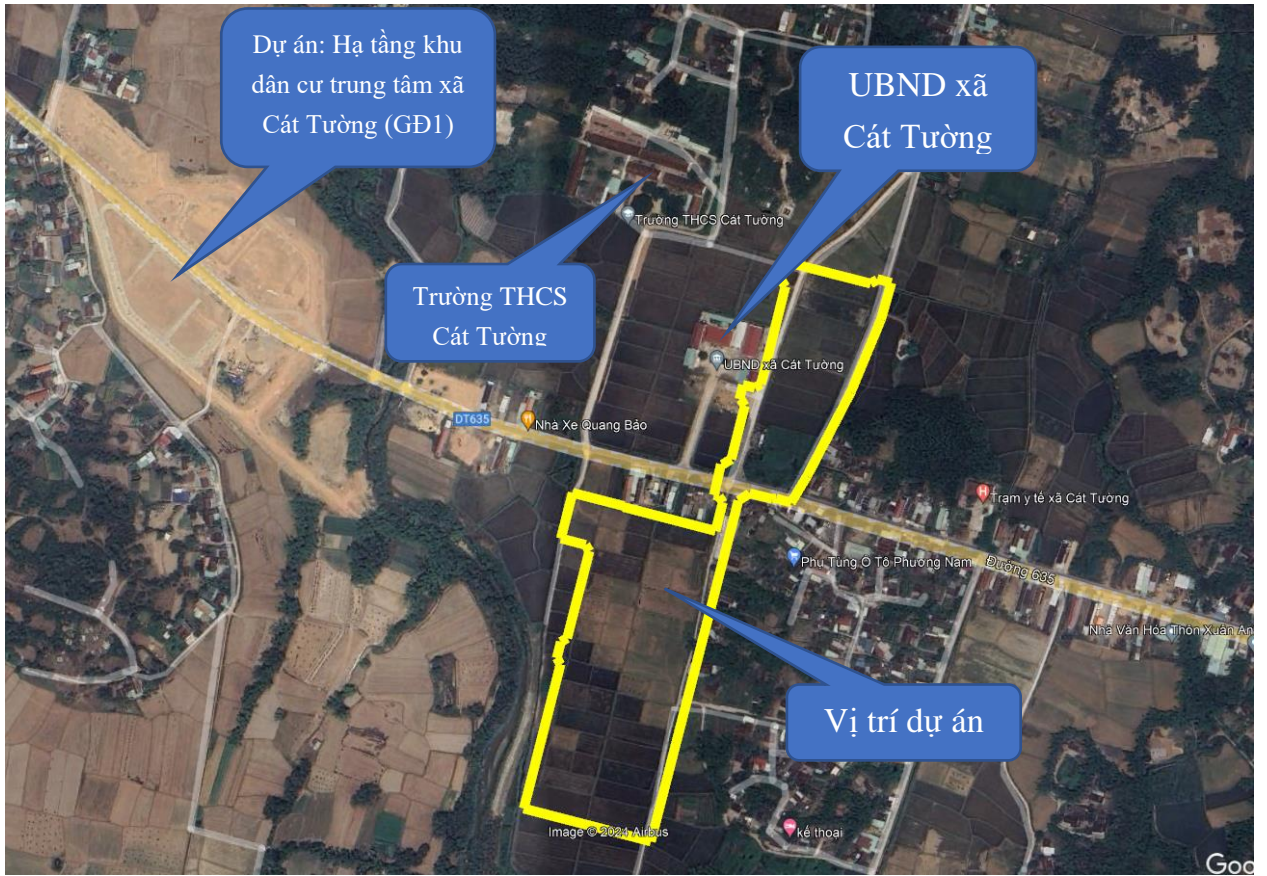 Dự án: Hạ tầng khu
dân cư trung tâm xã
Cát Tường (GĐ1)
UBND xã
Cát Tường
Trường THCS Cát Tường
Trường THCS
Cát Tường
UBND xã Cát Tường
DT635
Nhà Xe Quang Bảo
Trạm y tế xã Cát Tường
Phụ Tùng Ô Tô Phương Nam
Đường 635
Nhà Văn Hóa Thôn Xuân An
Vị trí dự án
Image © 2024 Airbus
kế thoại
Goo